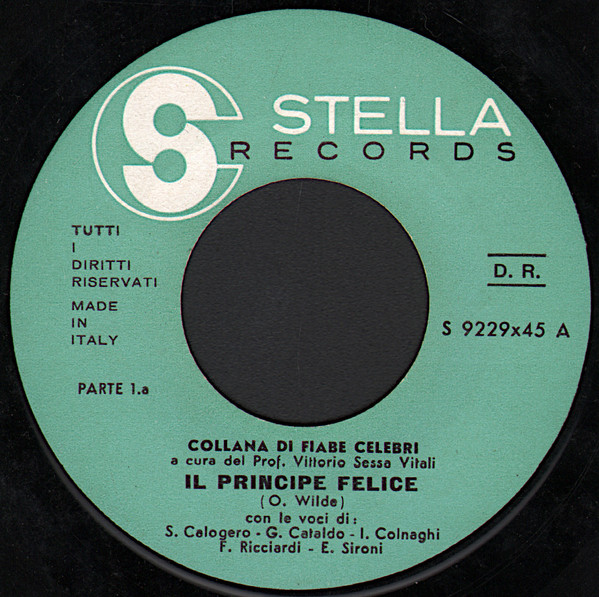 S STELLA
RECORDS
TUTTI
I
DIRITTI
RISERVATI
MADE
IN
ITALY
D. R.
S 9229x45 A
PARTE 1.a
COLLANA DI FIABE CELEBRI
a cura del Prof. Vittorio Sessa Vitali
IL PRINCIPE FELICE
(O. Wilde)
con le voci di:
S. Calogero - G. Cataldo - I. Colnaghi
F. Ricciardi - E. Sironi